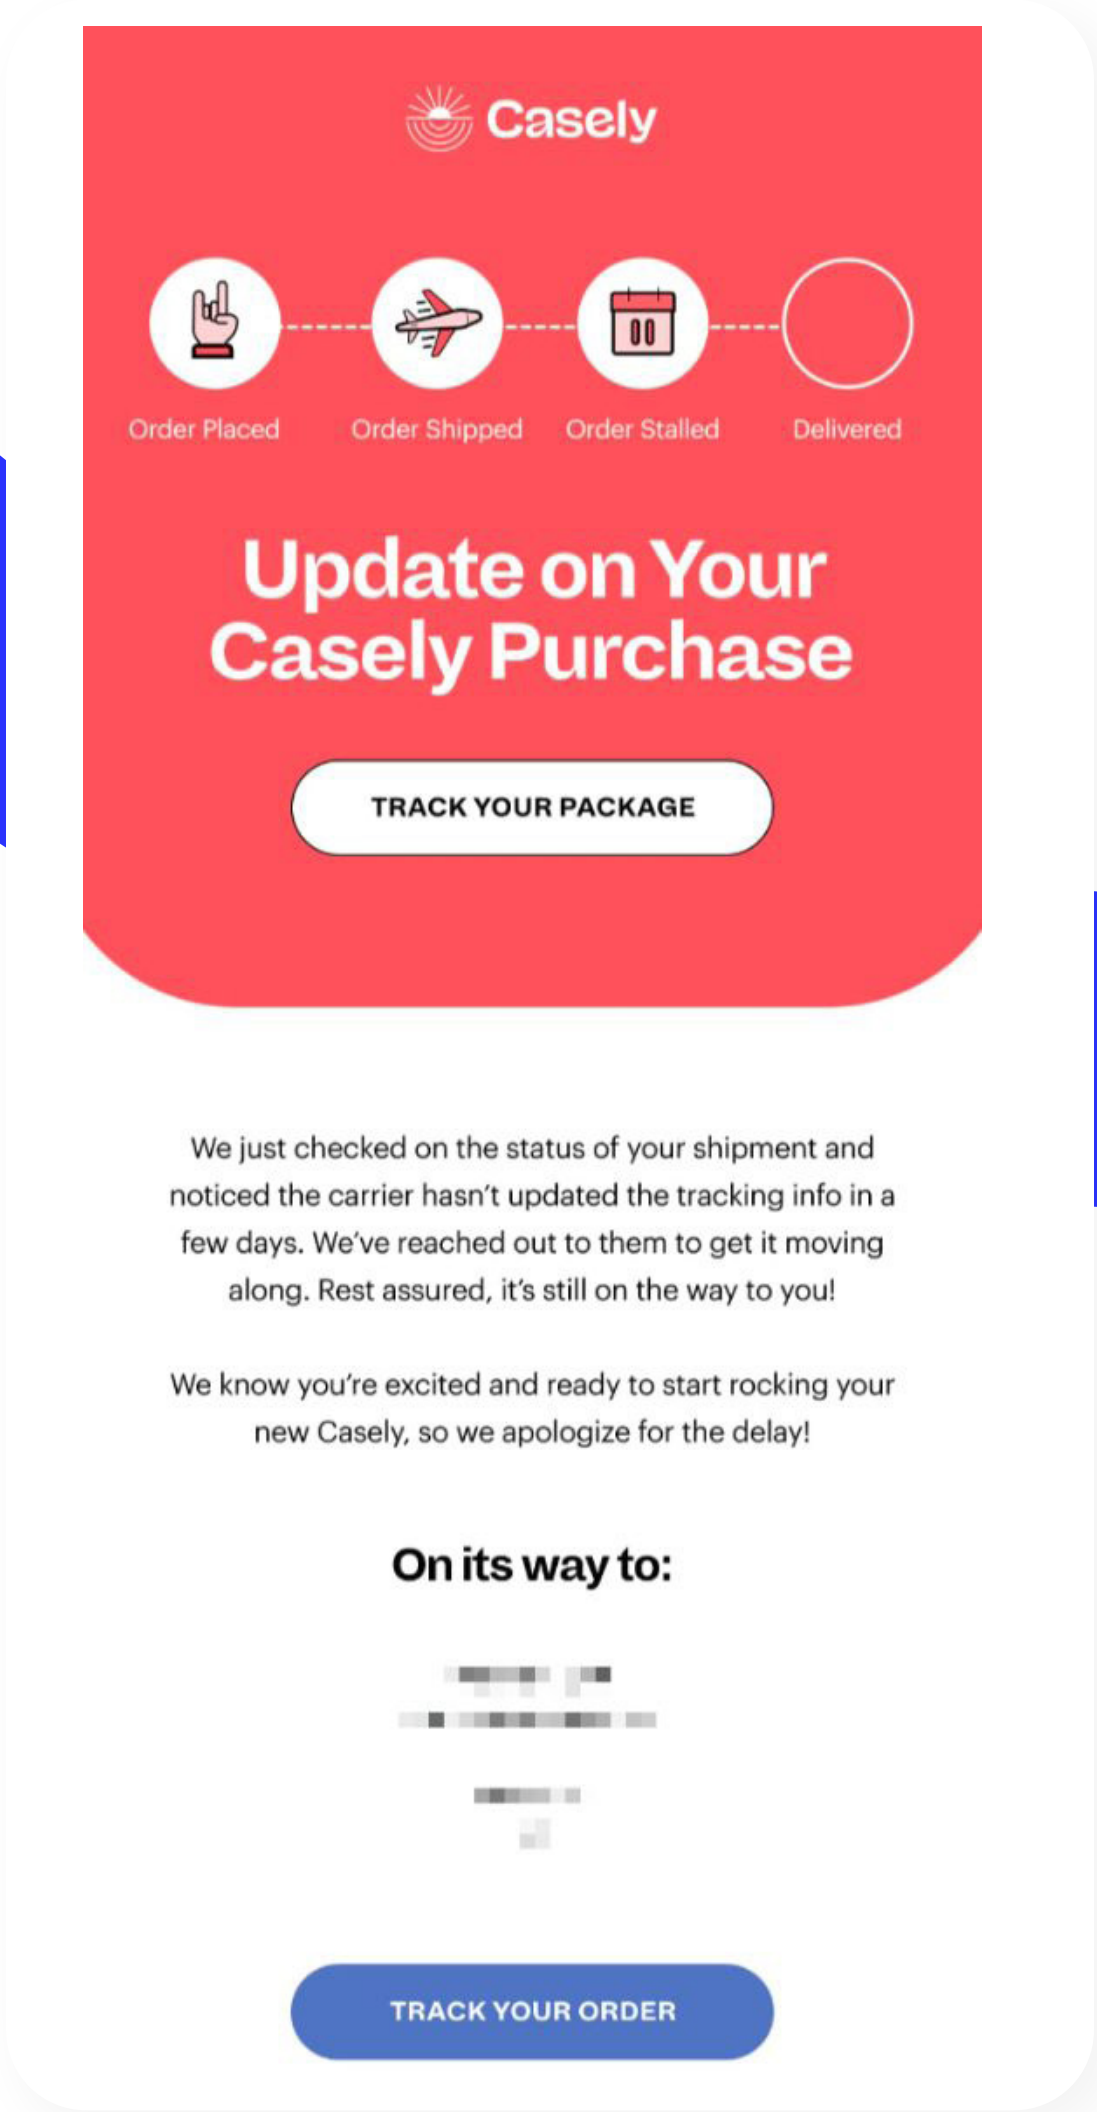 Casely
Order Placed Order Shipped Order Stalled Delivered
Update on Your
Casely Purchase
TRACK YOUR PACKAGE
We just checked on the status of your shipment and
noticed the carrier hasn’t updated the tracking info in a
few days. We’ve reached out to them to get it moving
along. Rest assured, it’s still on the way to you!
We know you’re excited and ready to start rocking your
new Casely, so we apologize for the delay!
On its way to:
TRACK YOUR ORDER